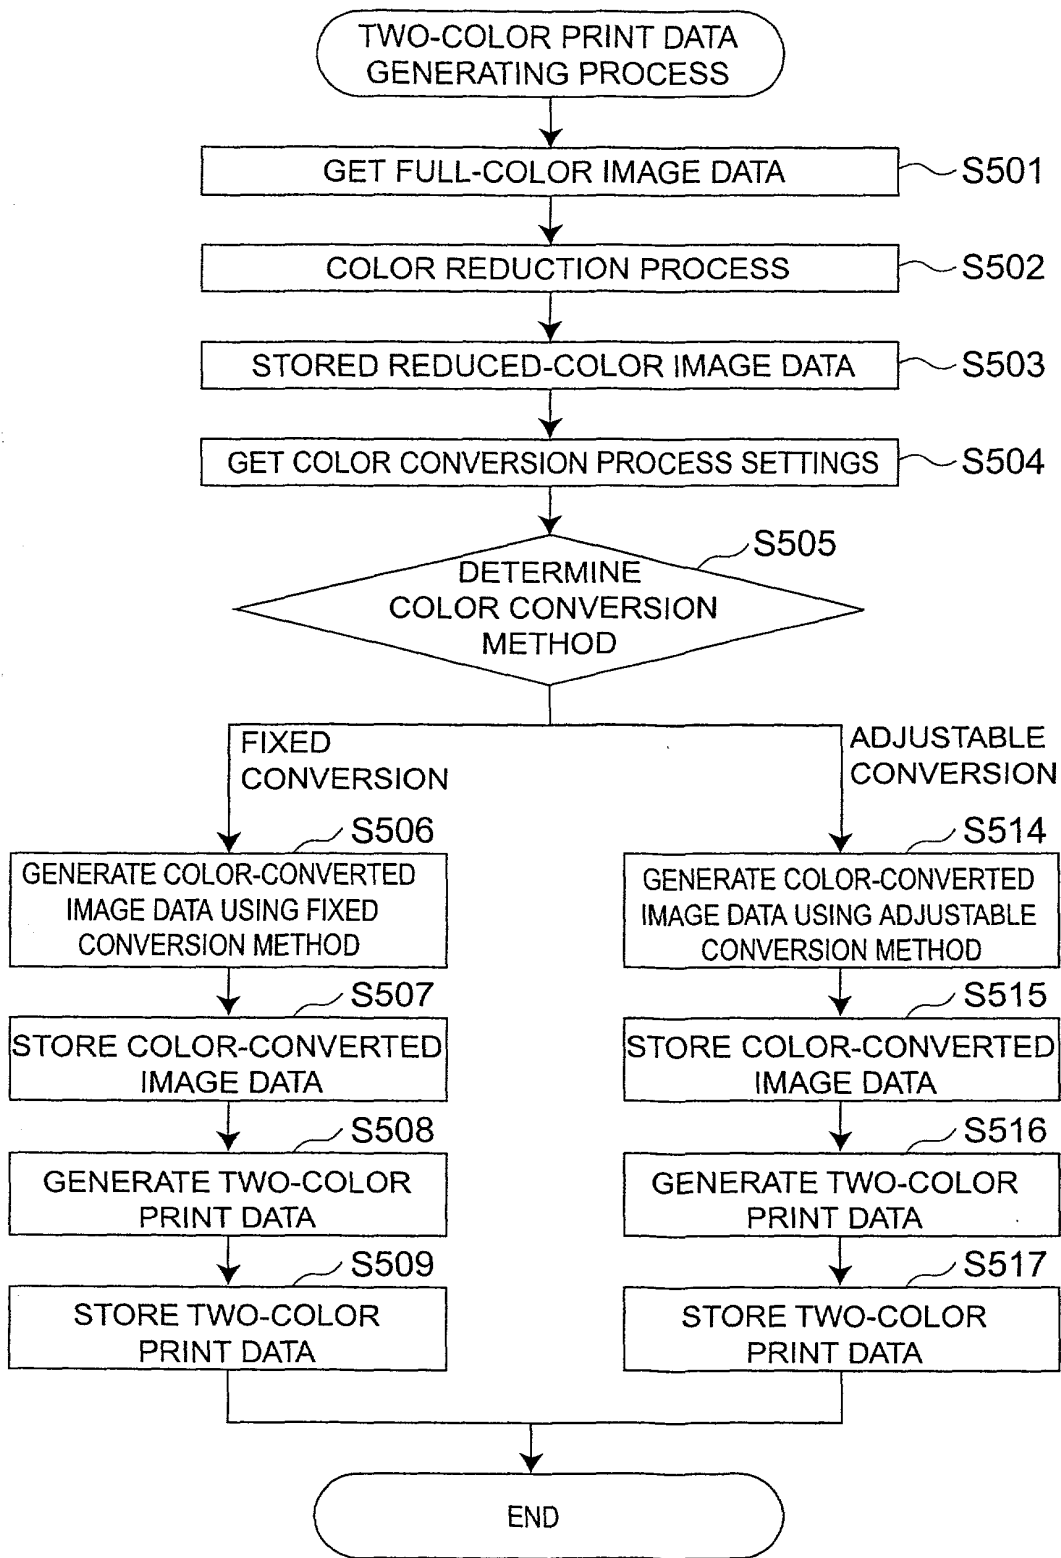 TWO-COLOR PRINT DATA
GENERATING PROCESS
GET FULL-COLOR IMAGE DATA
S501
COLOR REDUCTION PROCESS
S502
STORED REDUCED-COLOR IMAGE DATA
S503
GET COLOR CONVERSION PROCESS SETTINGS
S504
S505
DETERMINE
COLOR CONVERSION
METHOD
FIXED
CONVERSION
ADJUSTABLE
CONVERSION
S506
GENERATE COLOR-CONVERTED
IMAGE DATA USING FIXED
CONVERSION METHOD
S507
STORE COLOR-CONVERTED
IMAGE DATA
S508
GENERATE TWO-COLOR
PRINT DATA
S509
STORE TWO-COLOR
PRINT DATA
S514
GENERATE COLOR-CONVERTED
IMAGE DATA USING ADJUSTABLE
CONVERSION METHOD
S515
STORE COLOR-CONVERTED
IMAGE DATA
S516
GENERATE TWO-COLOR
PRINT DATA
S517
STORE TWO-COLOR
PRINT DATA
END